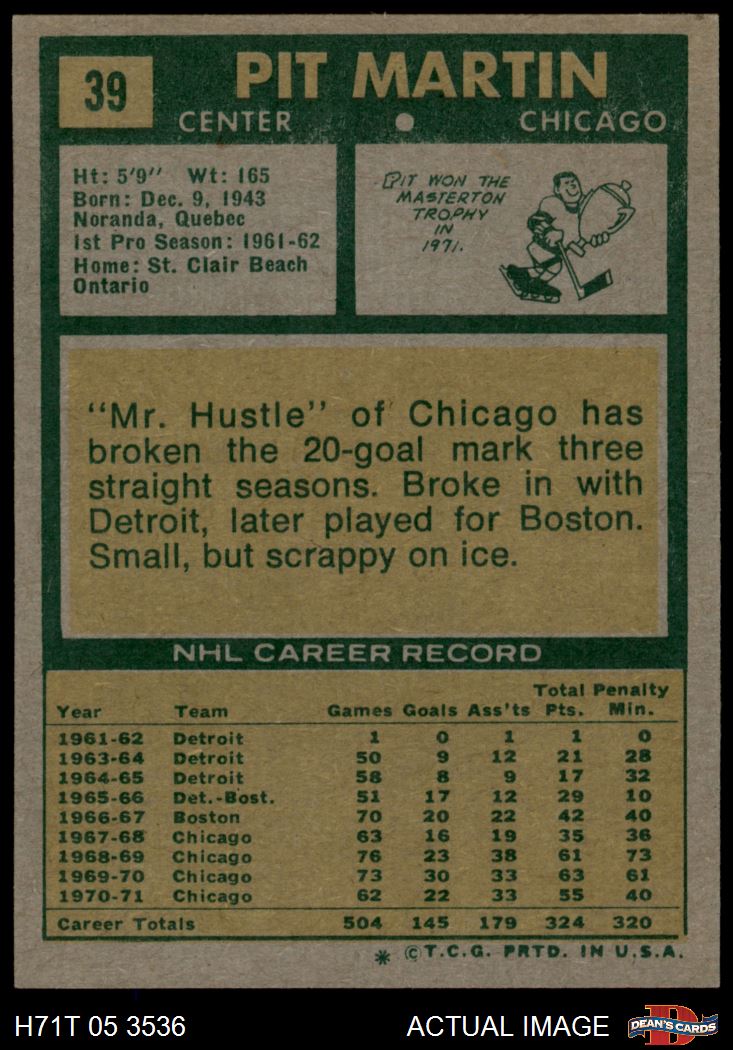 39
PIT MARTIN
CENTER
CHICAGO
Ht: 5'9" Wt: 165
Born: Dec. 9, 1943
Noranda, Quebec
1st Pro Season: 1961-62
Home: St. Clair Beach
Ontario
PIT WON THE
MASTERTON
TROPHY
IN
1971.
"Mr. Hustle" of Chicago has
broken the 20-goal mark three
straight seasons. Broke in with
Detroit, later played for Boston.
Small, but scrappy on ice.
NHL CAREER RECORD
Total Penalty
Year Team Games Goals Ass'ts Pts. Min.
1961-62 Detroit 1 0 1 1 0
1963-64 Detroit 50 9 12 21 28
1964-65 Detroit 58 8 9 17 32
1965-66 Det.-Bost. 51 17 12 29 10
1966-67 Boston 70 20 22 42 40
1967-68 Chicago 63 16 19 35 36
1968-69 Chicago 76 23 38 61 73
1969-70 Chicago 73 30 33 63 61
1970-71 Chicago 62 22 33 55 40
Career Totals 504 145 179 324 320
* © T.C.G. PRTD. IN U.S.A.
H71T 05 3536
ACTUAL IMAGE
D
DEAN'S CARDS